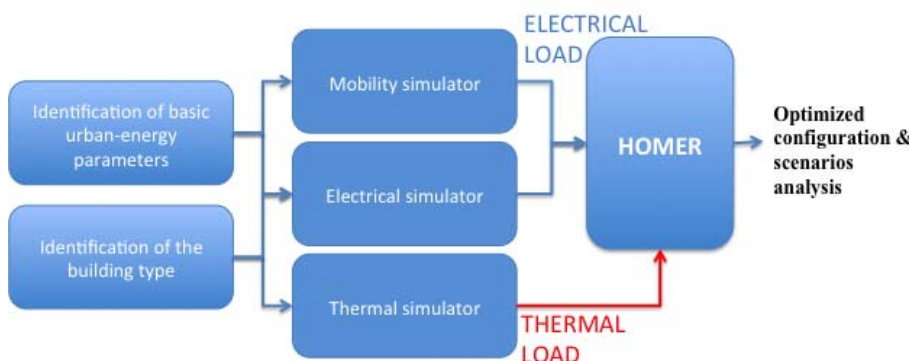 Identification of basic
urban-energy
parameters
Identification of the
building type
Mobility simulator
Electrical simulator
Thermal simulator
ELECTRICAL
LOAD
THERMAL
LOAD
HOMER
Optimized
configuration &
scenarios
analysis